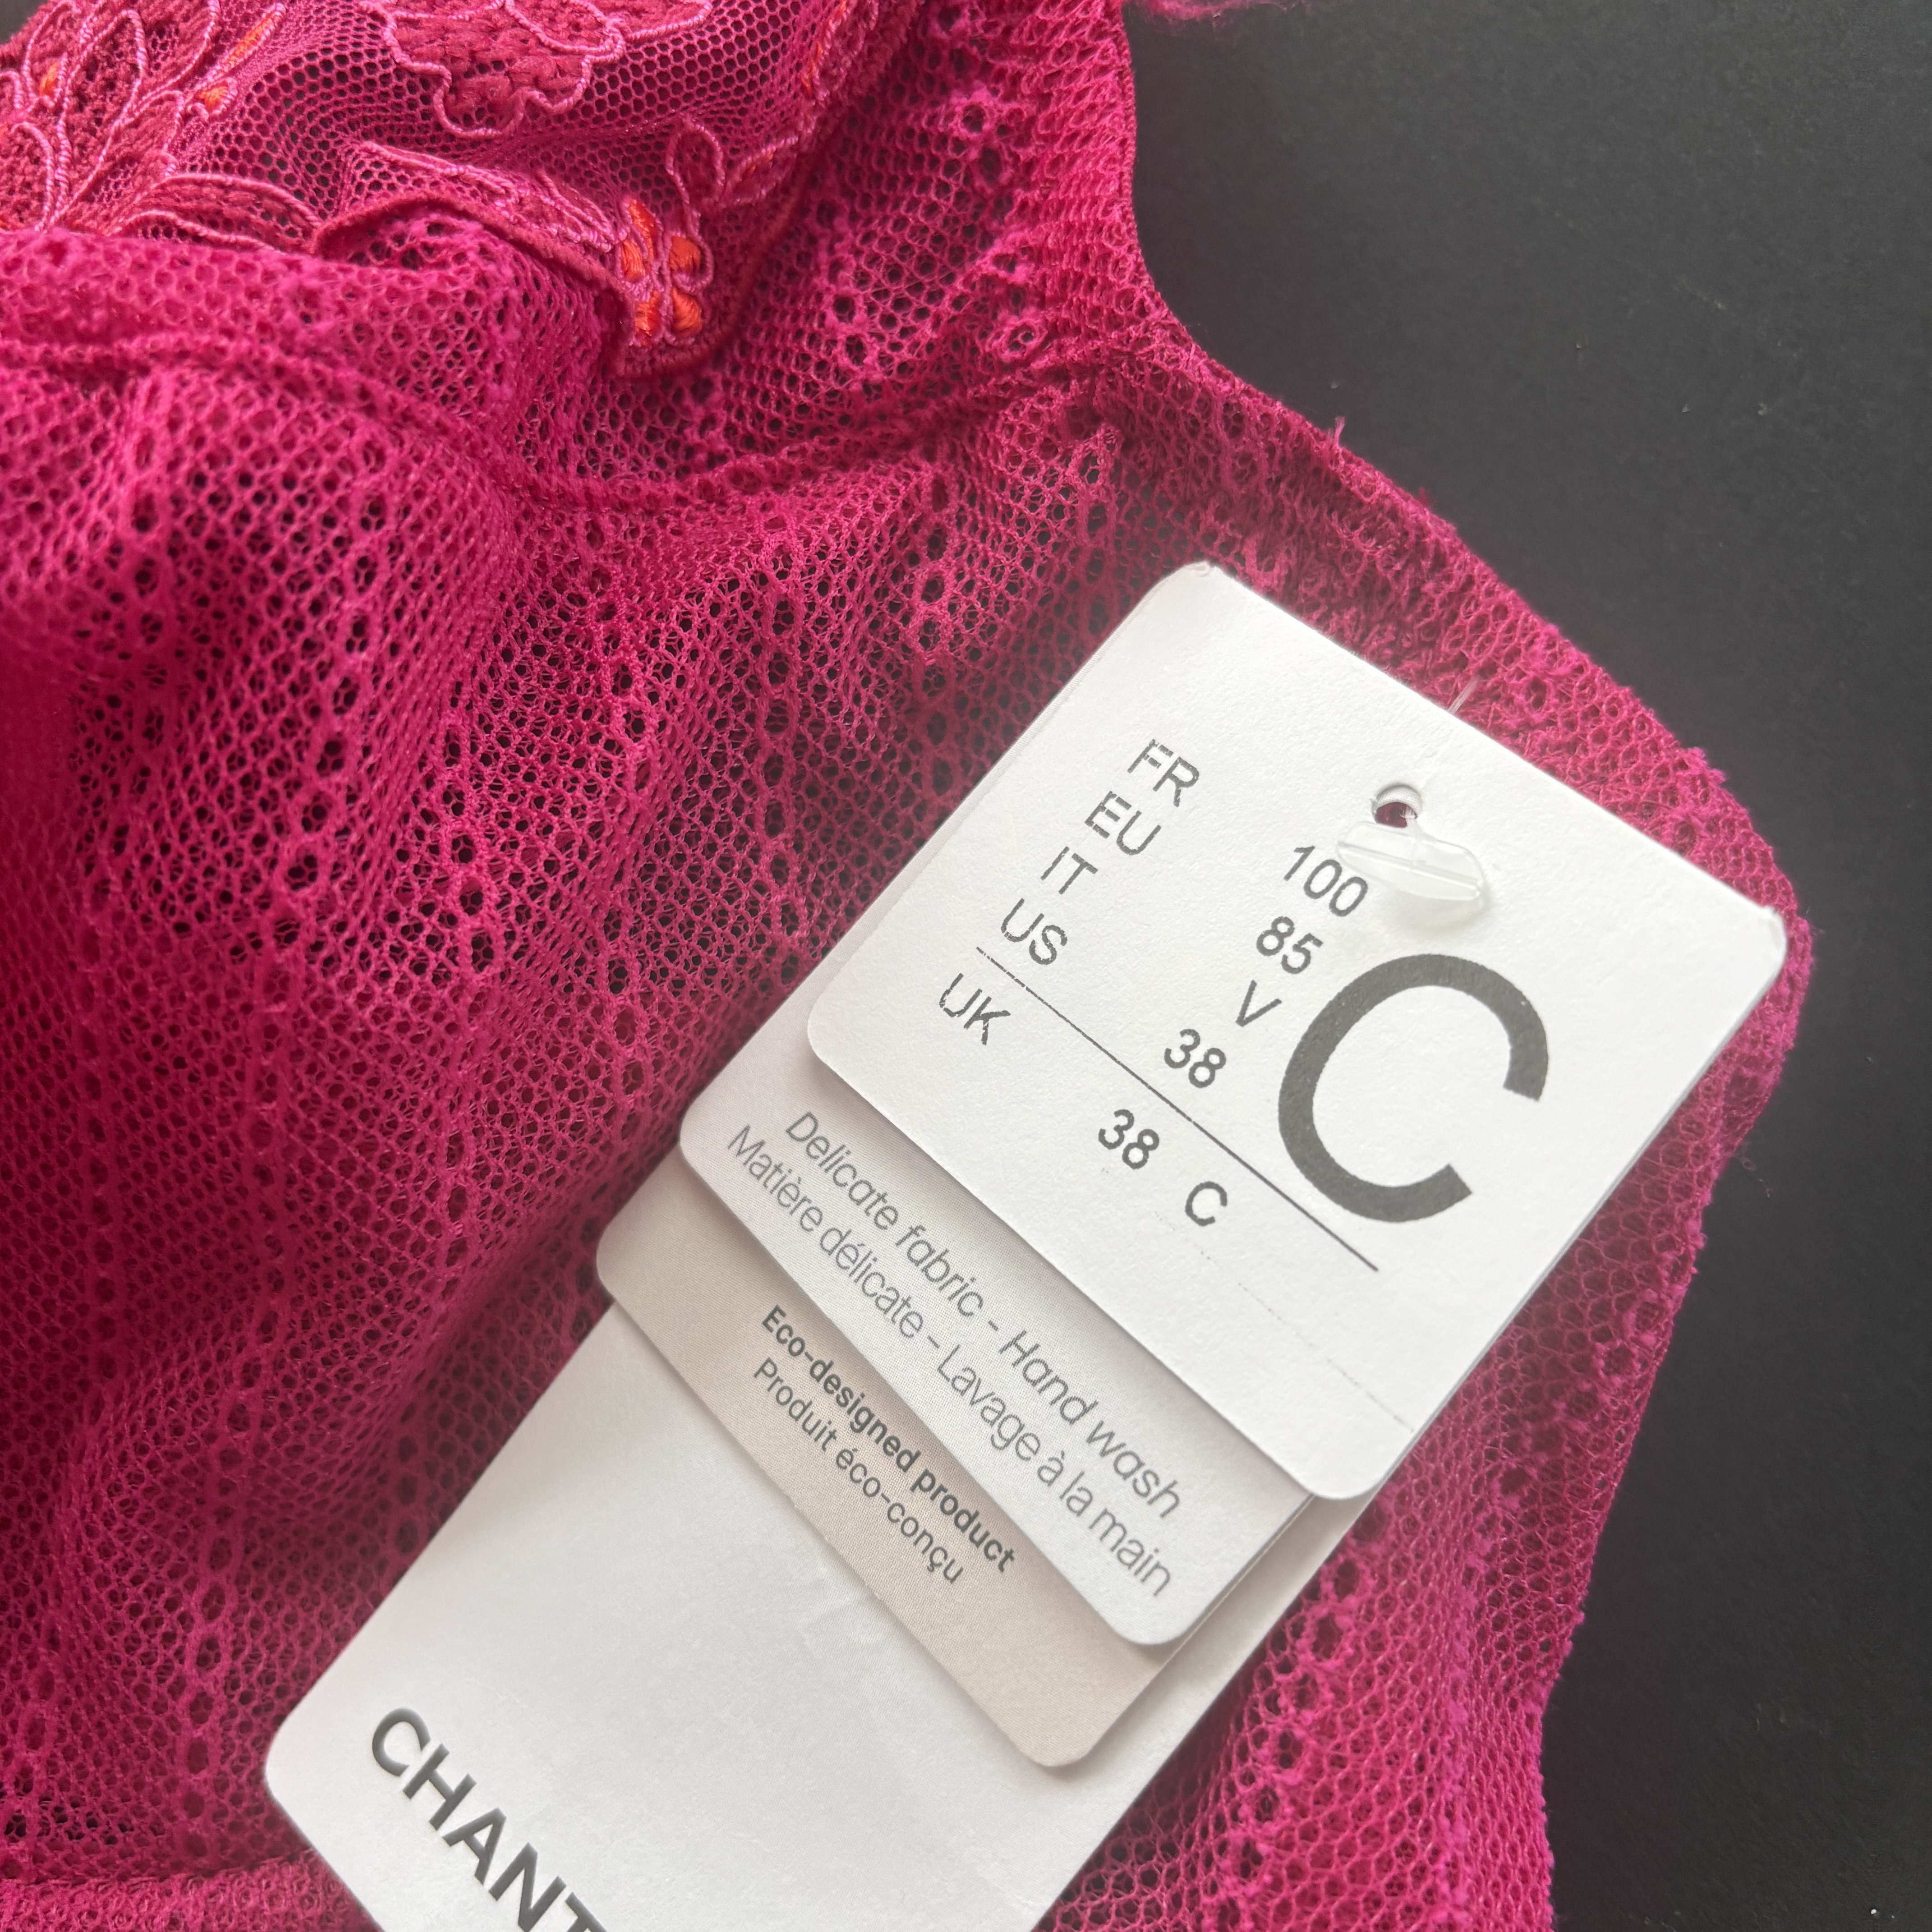 FR 100
EU 85
IT V
US 38
C
UK 38 C
Delicate fabric - Hand wash
Matière délicate - Lavage à la main
Eco-designed product
Produit éco-conçu
CHANT